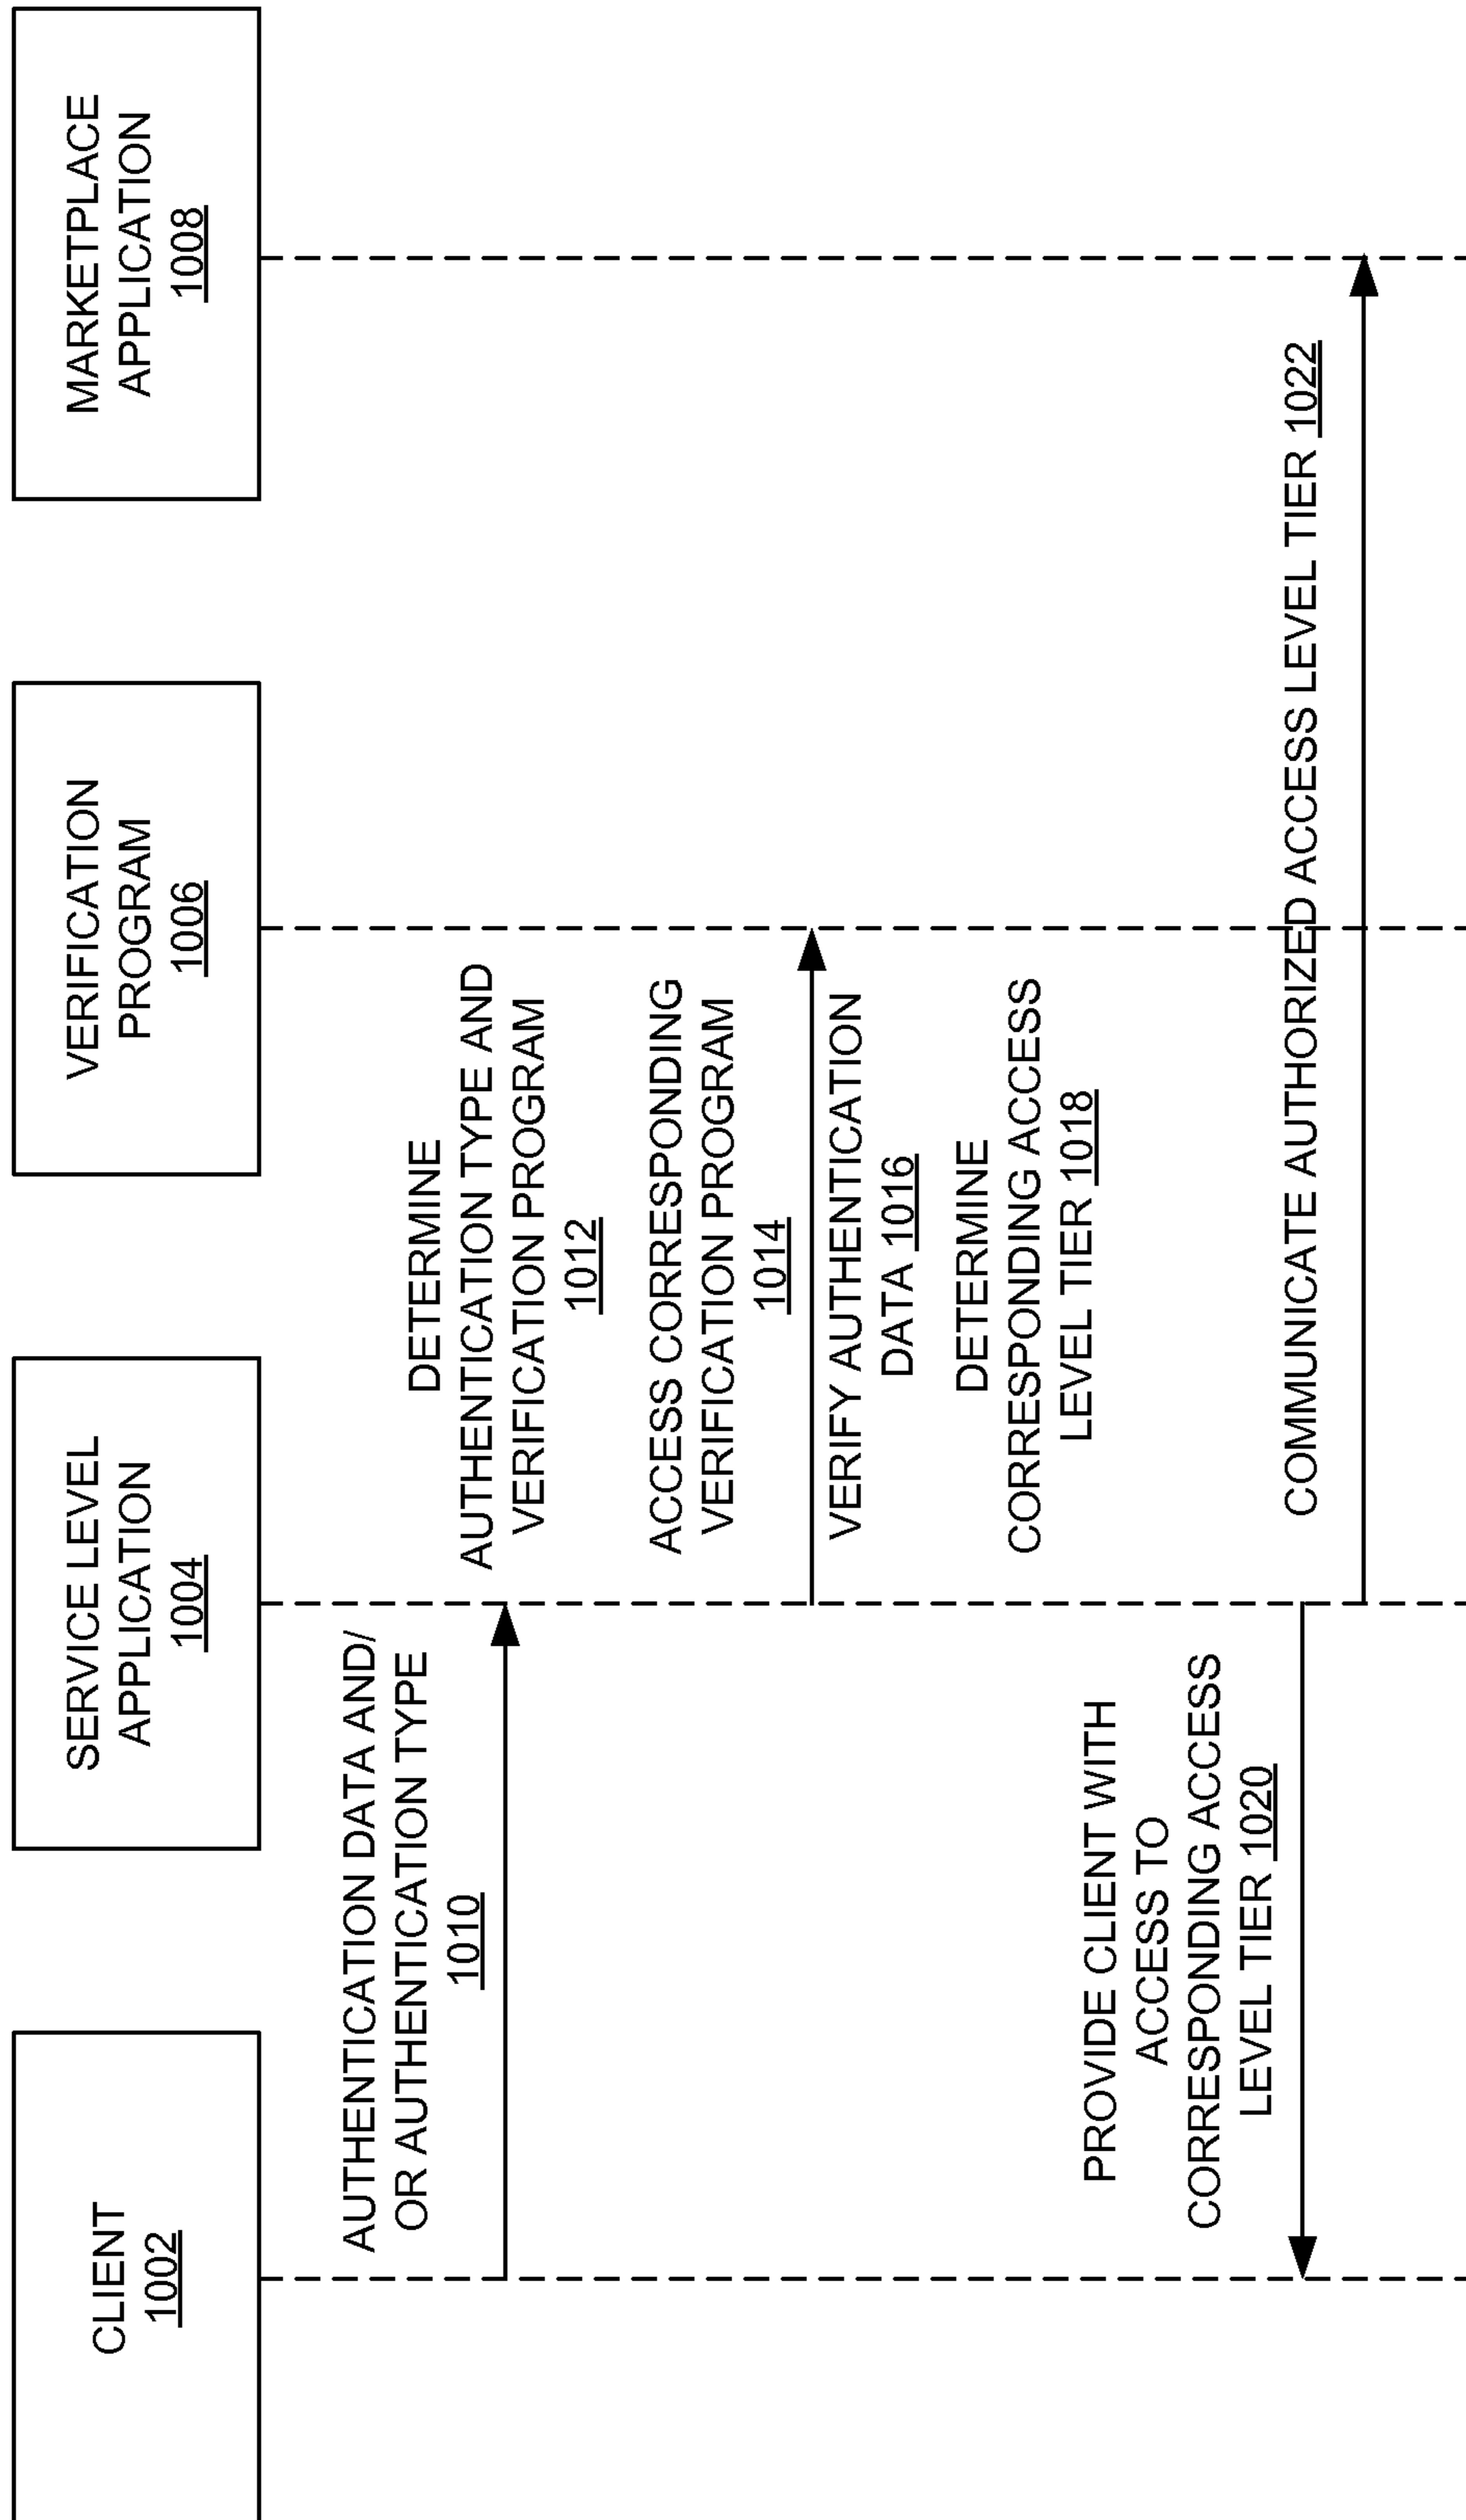 CLIENT
1002
SERVICE LEVEL
APPLICATION
1004
VERIFICATION
PROGRAM
1006
MARKETPLACE
APPLICATION
1008
AUTHENTICATION DATA AND/
OR AUTHENTICATION TYPE
1010
DETERMINE
AUTHENTICATION TYPE AND
VERIFICATION PROGRAM
1012
ACCESS CORRESPONDING
VERIFICATION PROGRAM
1014
VERIFY AUTHENTICATION
DATA 1016
DETERMINE
CORRESPONDING ACCESS
LEVEL TIER 1018
PROVIDE CLIENT WITH
ACCESS TO
CORRESPONDING ACCESS
LEVEL TIER 1020
COMMUNICATE AUTHORIZED ACCESS LEVEL TIER 1022